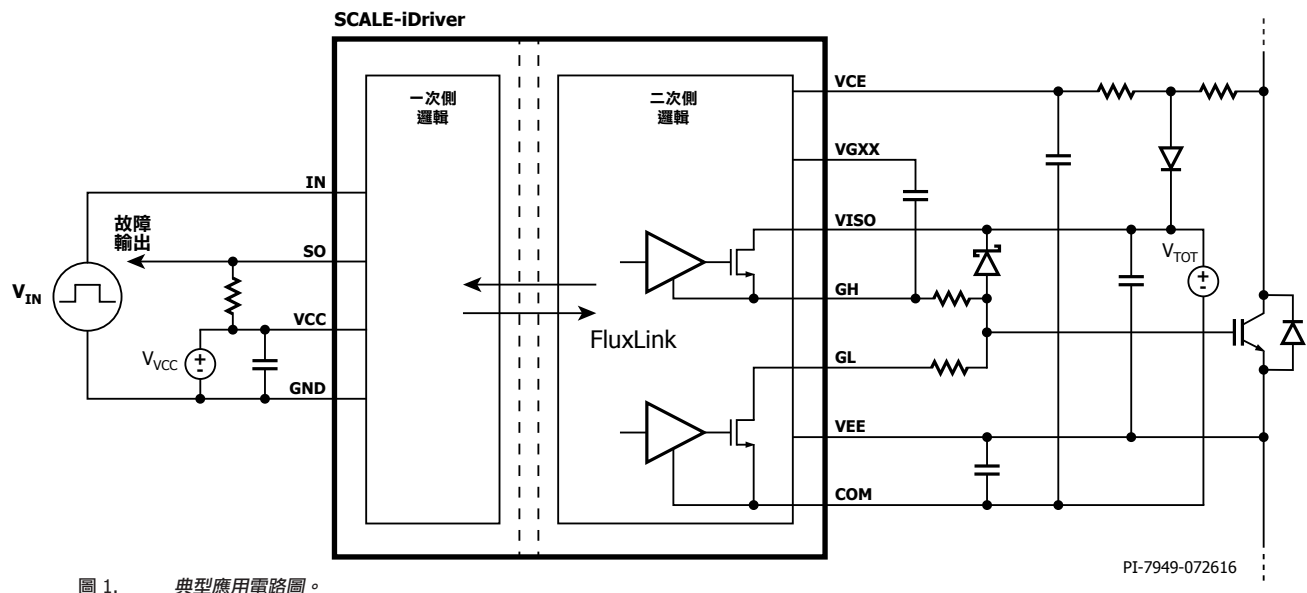 SCALE-iDriver
一次側
邏輯
二次側
邏輯
VCE
VGXX
IN
VISO
故障
輸出
SO
VTOT
+
-
GH
VIN
VCC
FluxLink
VVCC
+
-
GL
GND
VEE
COM
PI-7949-072616
圖 1. 典型應用電路圖。